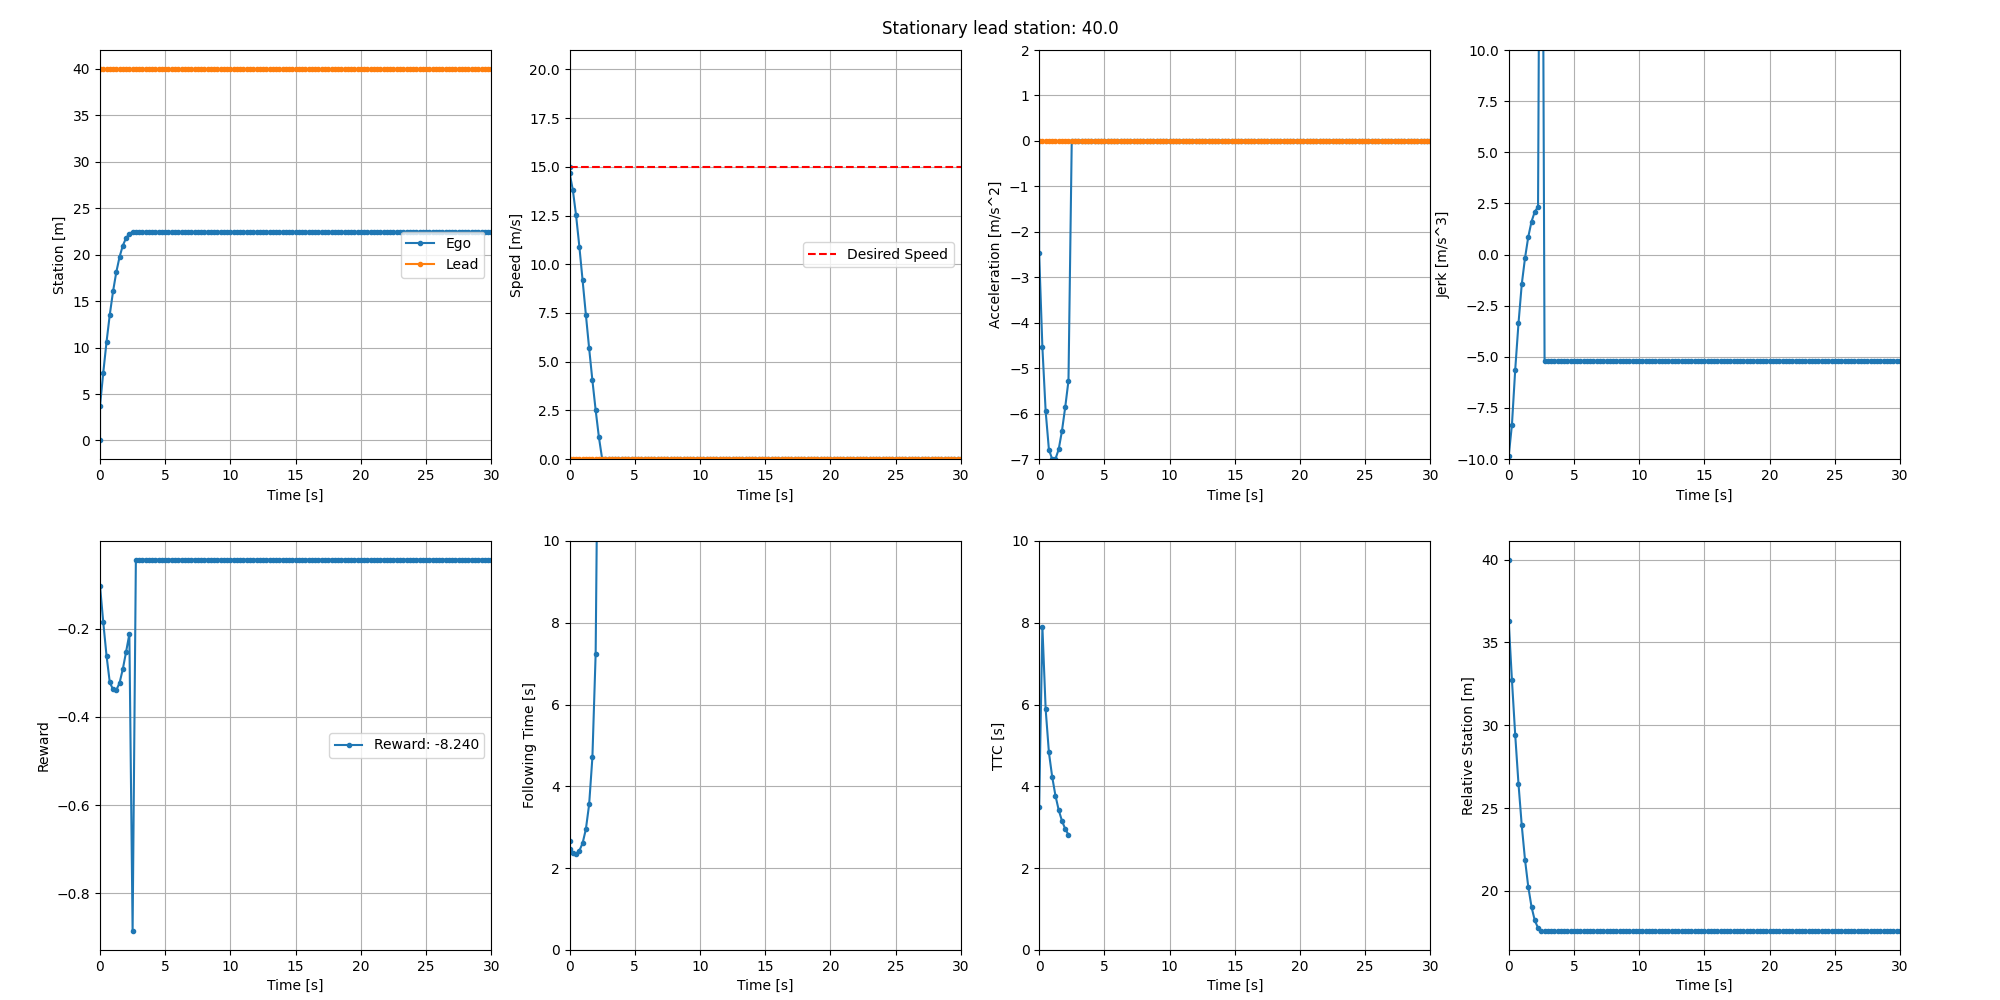 Stationary lead station: 40.0
Station [m]
40
35
30
25
20
15
10
5
0
Ego
Lead
0 5 10 15 20 25 30
Time [s]
Speed [m/s]
20.0
17.5
15.0
12.5
10.0
7.5
5.0
2.5
0.0
Desired Speed
0 5 10 15 20 25 30
Time [s]
Acceleration [m/s^2]
2
1
0
−1
−2
−3
−4
−5
−6
−7
0 5 10 15 20 25 30
Time [s]
Jerk [m/s^3]
10.0
7.5
5.0
2.5
0.0
−2.5
−5.0
−7.5
−10.0
0 5 10 15 20 25 30
Time [s]
Reward
−0.2
−0.4
−0.6
−0.8
Reward: -8.240
0 5 10 15 20 25 30
Time [s]
Following Time [s]
10
8
6
4
2
0
0 5 10 15 20 25 30
Time [s]
TTC [s]
10
8
6
4
2
0
0 5 10 15 20 25 30
Time [s]
Relative Station [m]
40
35
30
25
20
0 5 10 15 20 25 30
Time [s]